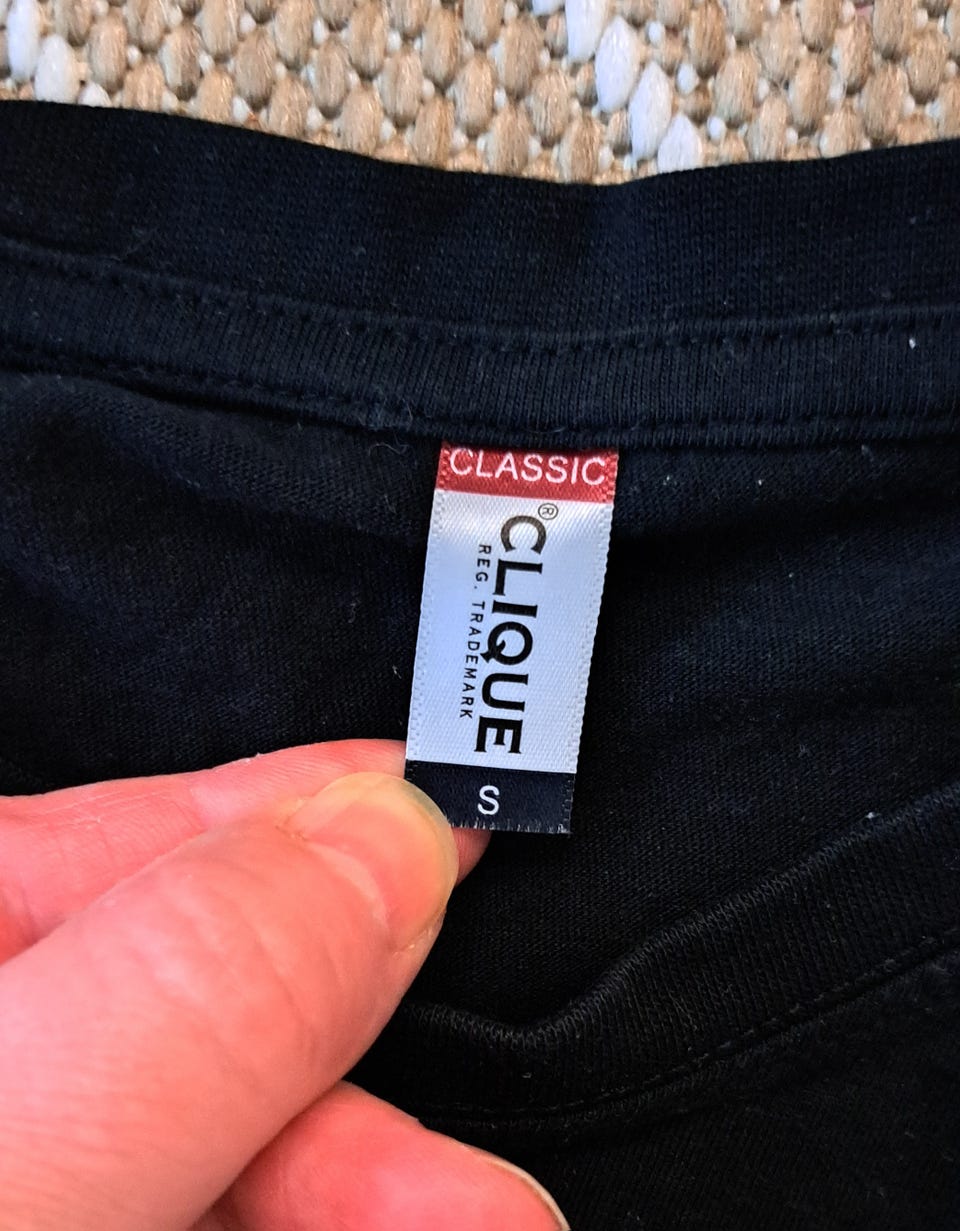 CLASSIC
CLIQUE®
REG. TRADEMARK
S